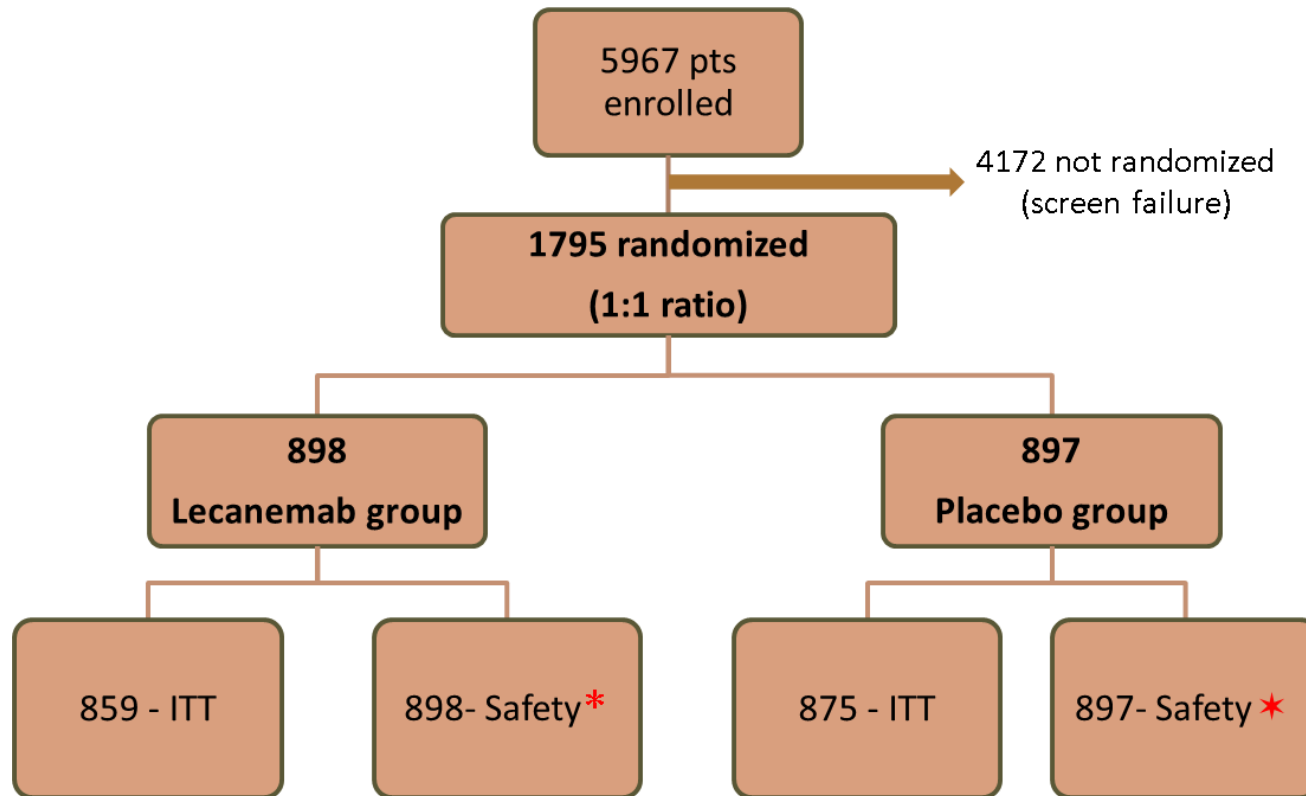 5967 pts
enrolled
4172 not randomized
(screen failure)
1795 randomized
(1:1 ratio)
898
Lecanemab group
897
Placebo group
859 - ITT
898- Safety*
875 - ITT
897- Safety ✶